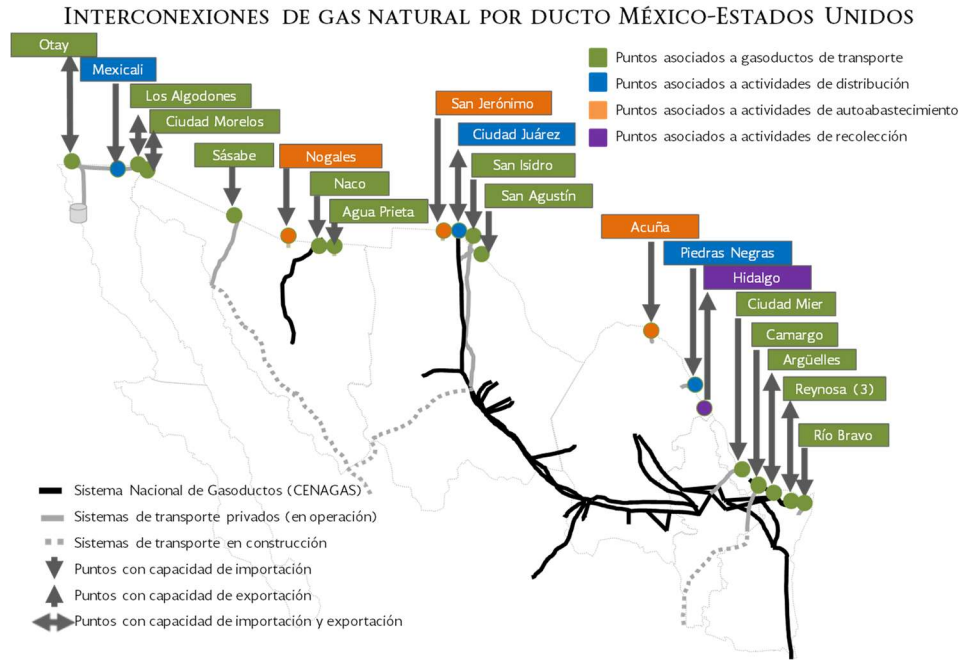 INTERCONEXIONES DE GAS NATURAL POR DUCTO MÉXICO-ESTADOS UNIDOS
Otay
Mexicali
Los Algodones
Ciudad Morelos
Sásabe
Nogales
Naco
Agua Prieta
San Jerónimo
Ciudad Juárez
San Isidro
San Agustín
Puntos asociados a gasoductos de transporte
Puntos asociados a actividades de distribución
Puntos asociados a actividades de autoabastecimiento
Puntos asociados a actividades de recolección
Acuña
Piedras Negras
Hidalgo
Ciudad Mier
Camargo
Argüelles
Reynosa (3)
Río Bravo
Sistema Nacional de Gasoductos (CENAGAS)
Sistemas de transporte privados (en operación)
Sistemas de transporte en construcción
Puntos con capacidad de importación
Puntos con capacidad de exportación
Puntos con capacidad de importación y exportación